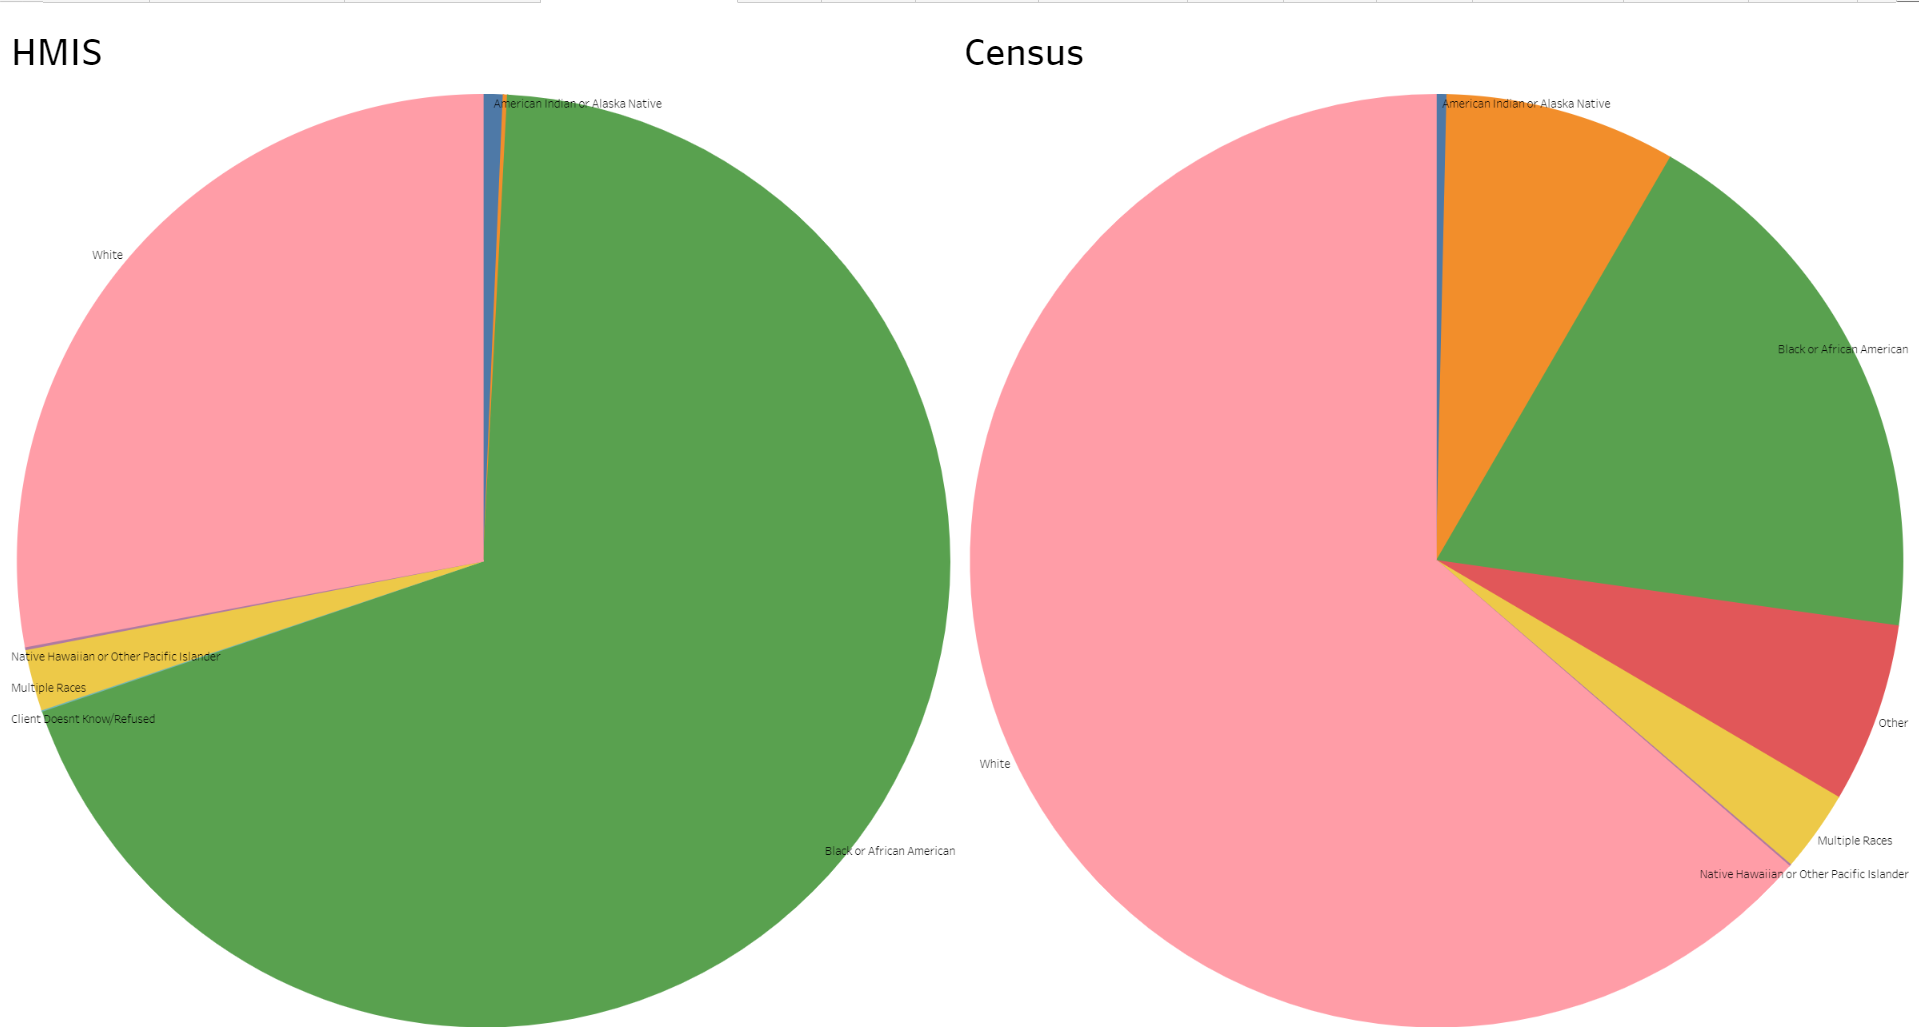 HMIS
American Indian or Alaska Native
White
Native Hawaiian or Other Pacific Islander
Multiple Races
Client Doesnt Know/Refused
Black or African American
Census
American Indian or Alaska Native
Black or African American
Other
White
Multiple Races
Native Hawaiian or Other Pacific Islander